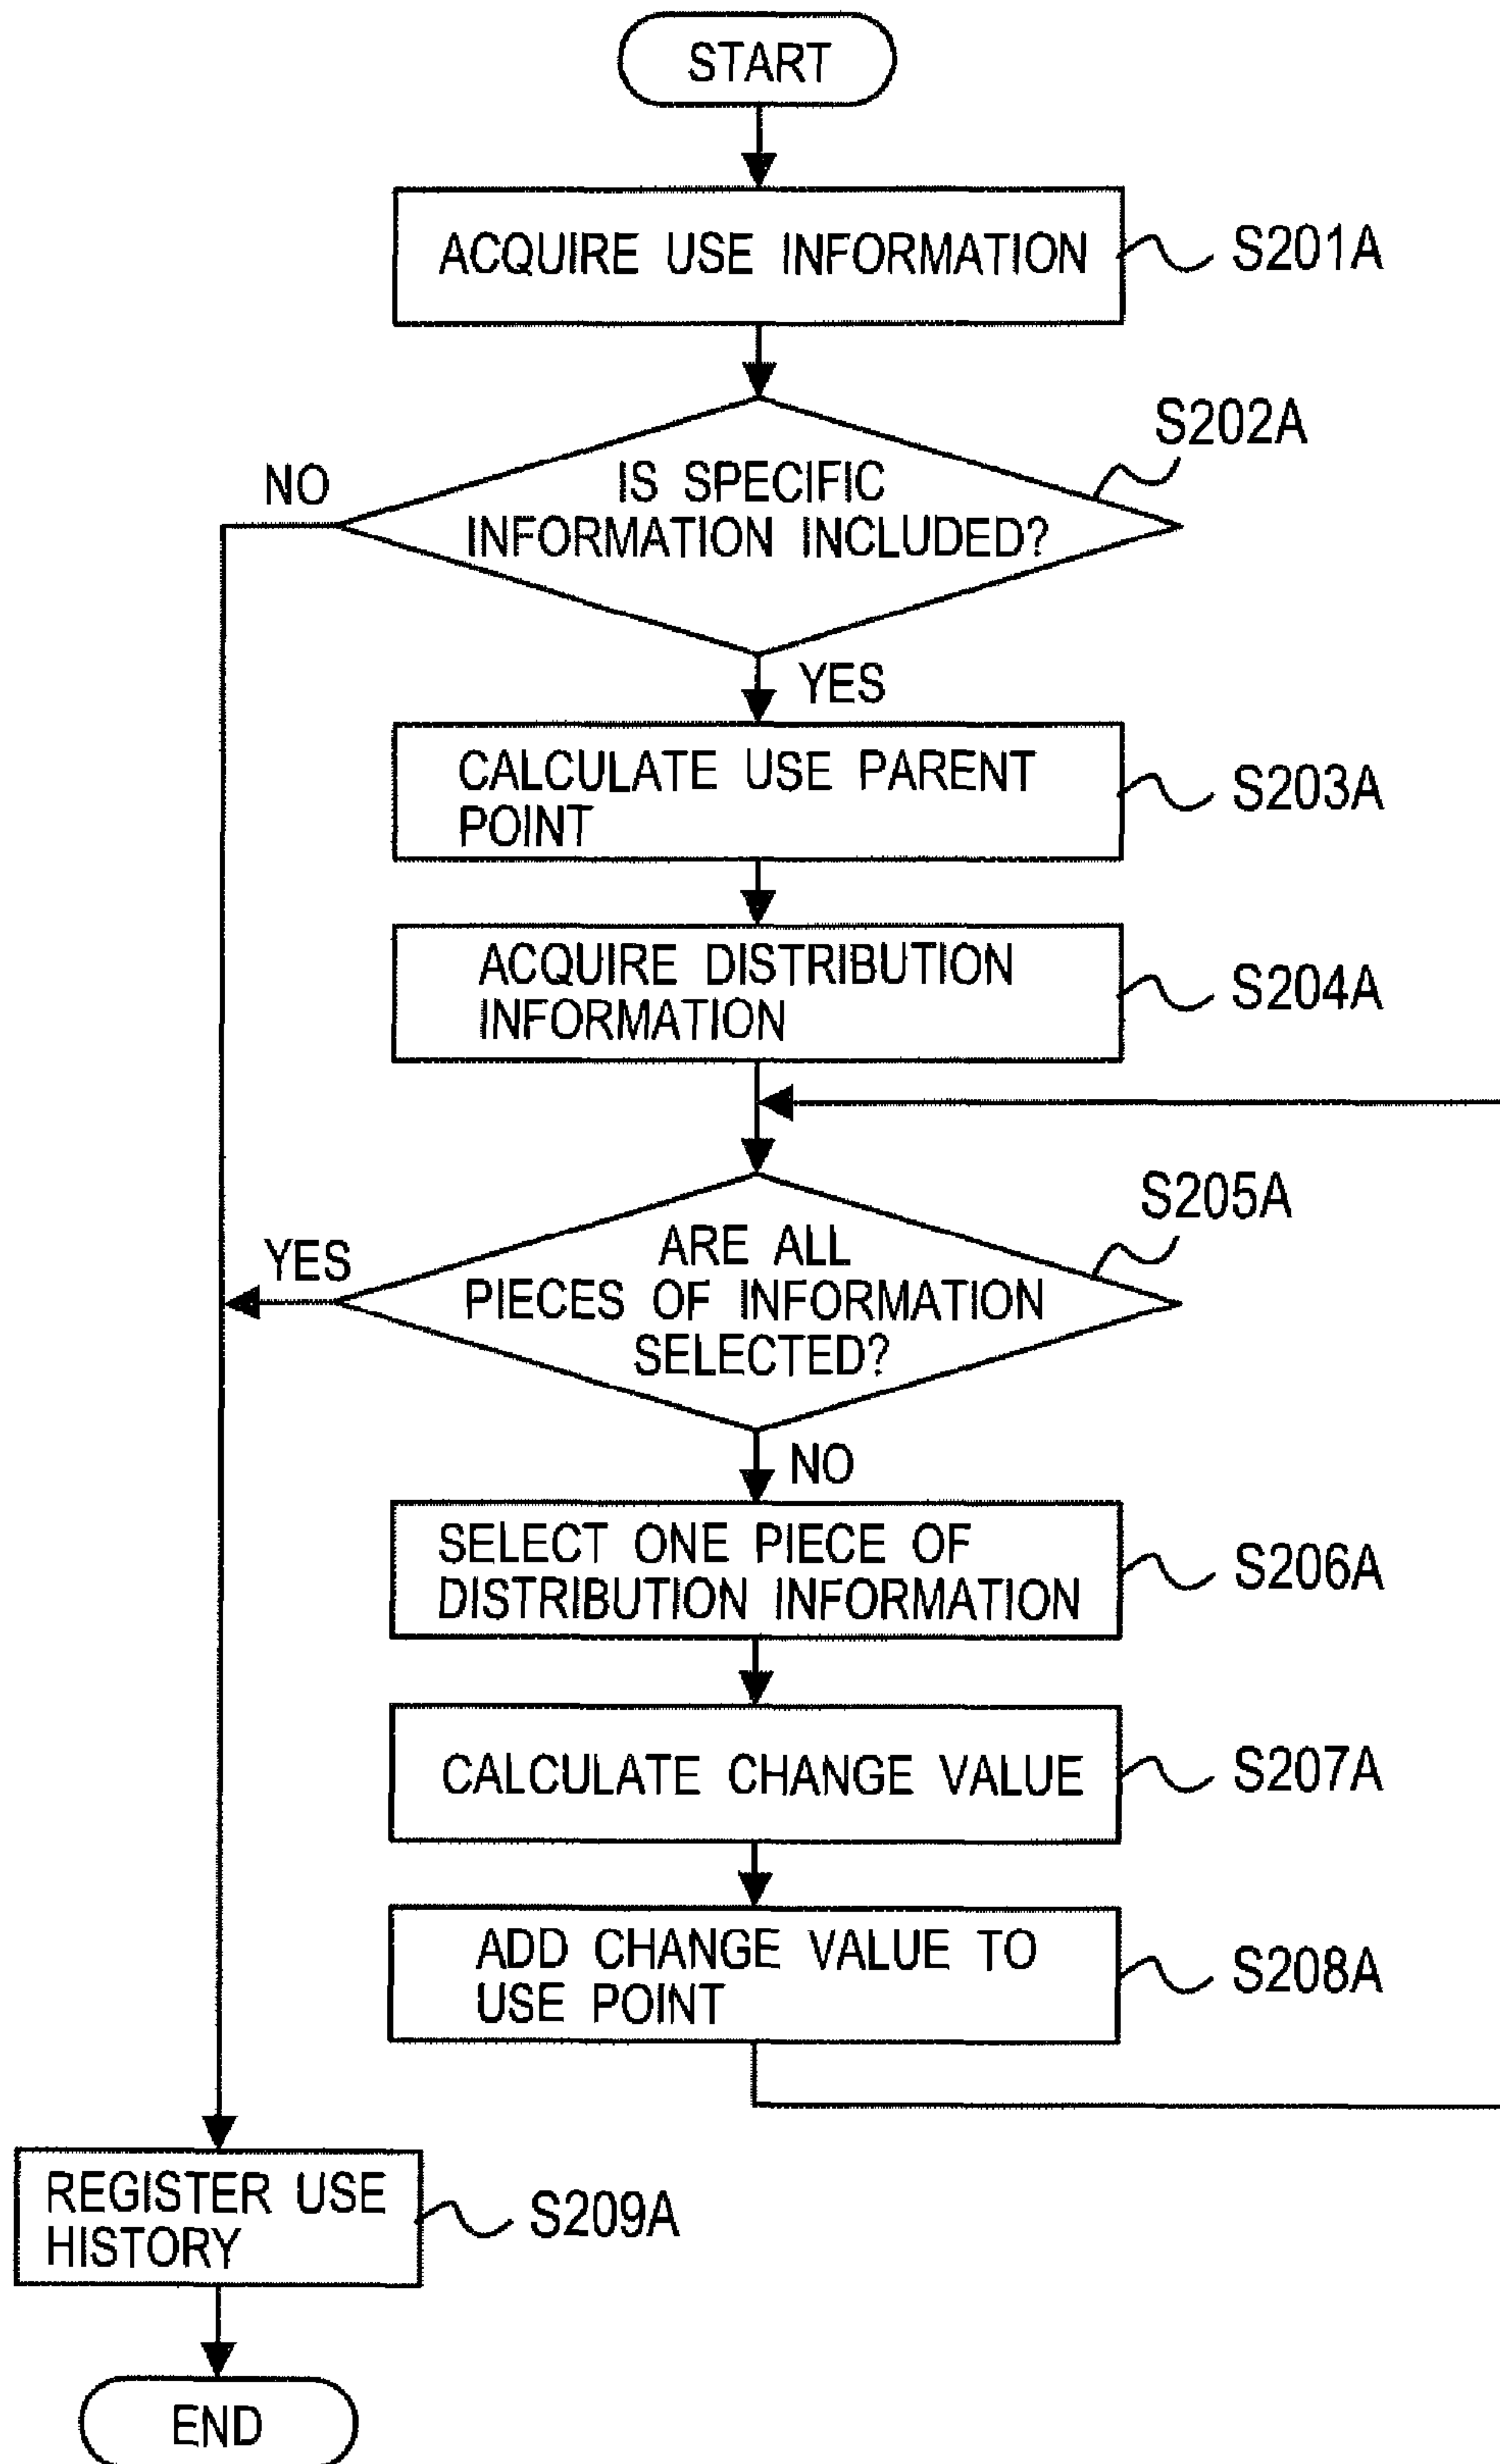 START
ACQUIRE USE INFORMATION
S201A
S202A
NO
IS SPECIFIC
INFORMATION INCLUDED?
YES
CALCULATE USE PARENT
POINT
S203A
ACQUIRE DISTRIBUTION
INFORMATION
S204A
S205A
YES
ARE ALL
PIECES OF INFORMATION
SELECTED?
NO
SELECT ONE PIECE OF
DISTRIBUTION INFORMATION
S206A
CALCULATE CHANGE VALUE
S207A
ADD CHANGE VALUE TO
USE POINT
S208A
REGISTER USE
HISTORY
S209A
END